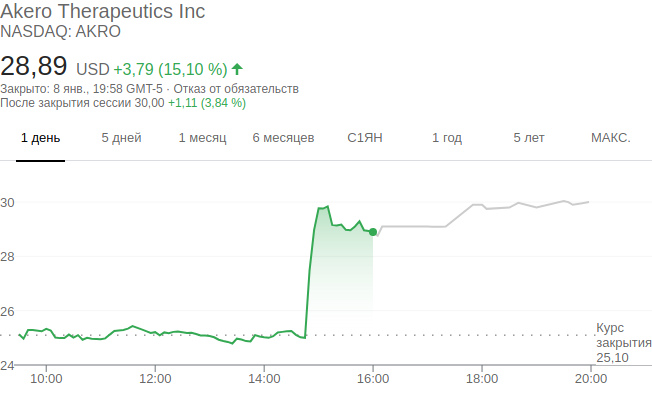 Akero Therapeutics Inc
NASDAQ: AKRO
28,89 USD +3,79 (15,10 %)
Закрыто: 8 янв., 19:58 GMT-5 · Отказ от обязательств
После закрытия сессии 30,00 +1,11 (3,84 %)
1 день 5 дней 1 месяц 6 месяцев С1ЯН 1 год 5 лет МАКС.
30
28
26
Курс
закрытия
25,10
24
10:00 12:00 14:00 16:00 18:00 20:00